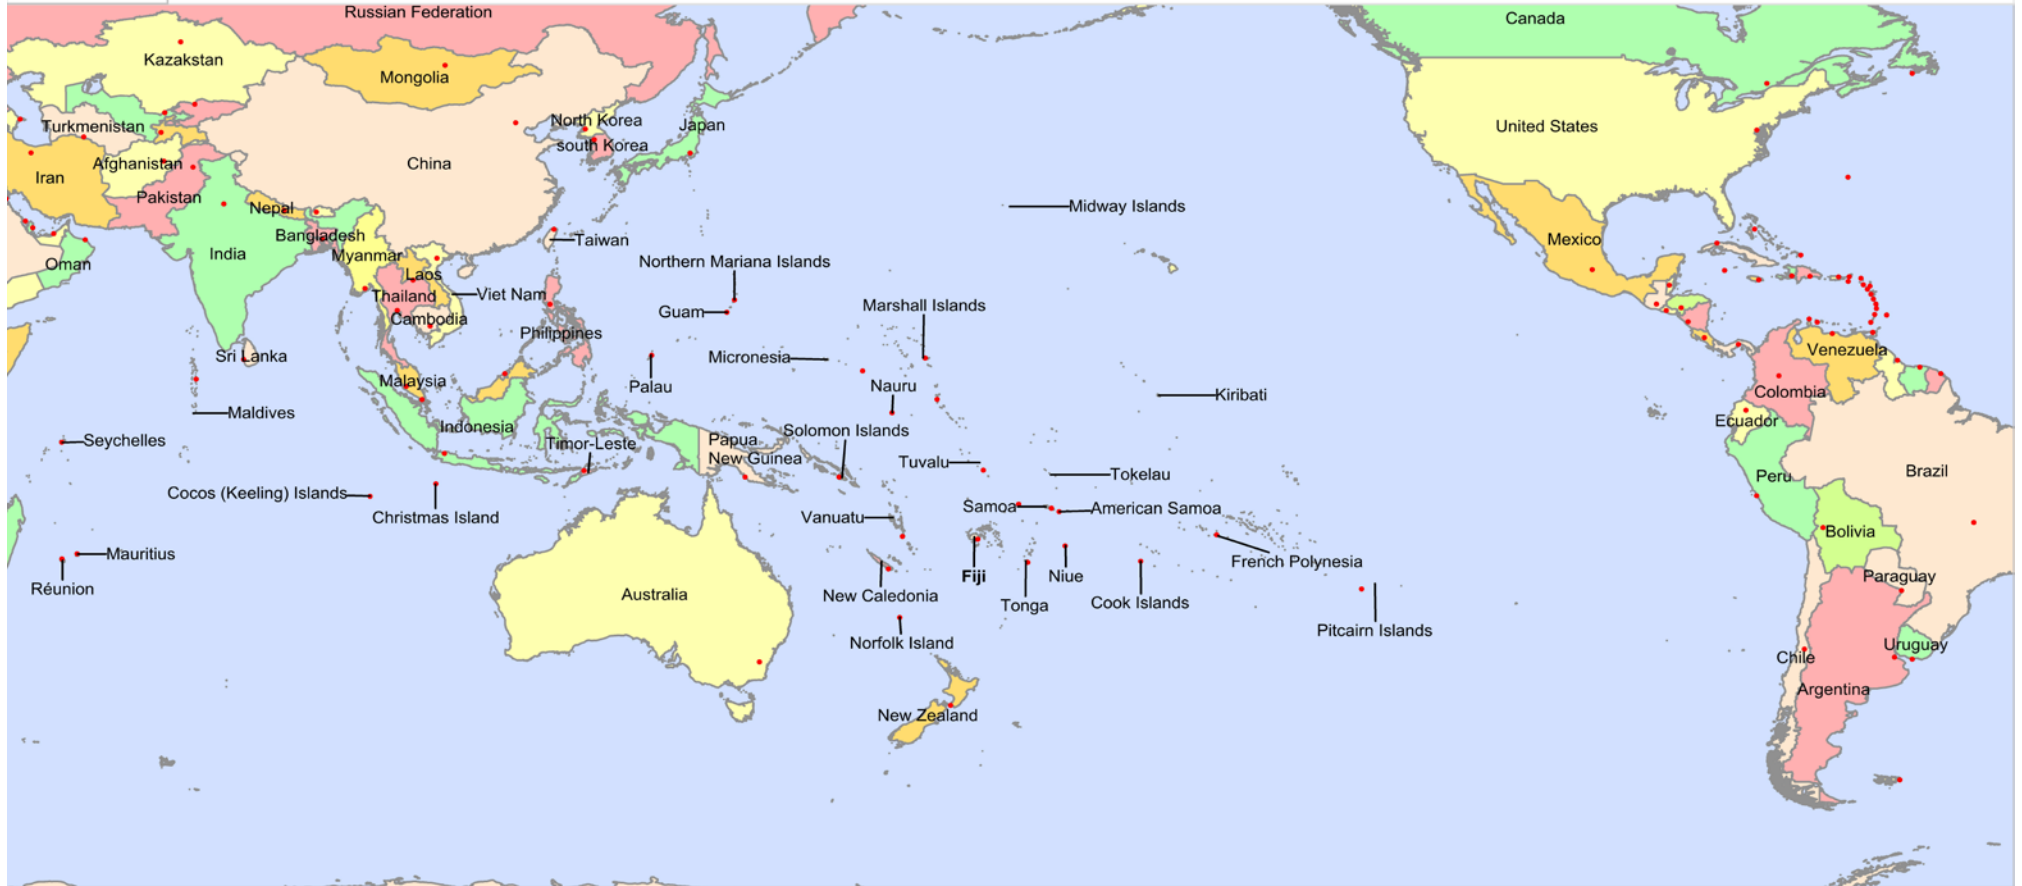 Russian Federation
Canada
Kazakstan
Mongolia
North Korea
Japan
Turkmenistan
United States
south Korea
Afghanistan
China
Iran
Pakistan
Midway Islands
Nepal
Bangladesh
Taiwan
Mexico
India
Myanmar
Oman
Northern Mariana Islands
Laos
Thailand
Viet Nam
Marshall Islands
Guam
Cambodia
Philippines
Sri Lanka
Micronesia
Venezuela
Malaysia
Palau
Nauru
Colombia
Kiribati
Maldives
Ecuador
Indonesia
Solomon Islands
Seychelles
Timor-Leste
Papua
New Guinea
Tuvalu
Tokelau
Brazil
Peru
Cocos (Keeling) Islands
Christmas Island
Vanuatu
Samoa
American Samoa
Bolivia
Mauritius
French Polynesia
Réunion
Fiji
Niue
Paraguay
Australia
New Caledonia
Tonga
Cook Islands
Pitcairn Islands
Norfolk Island
Uruguay
Chile
Argentina
New Zealand